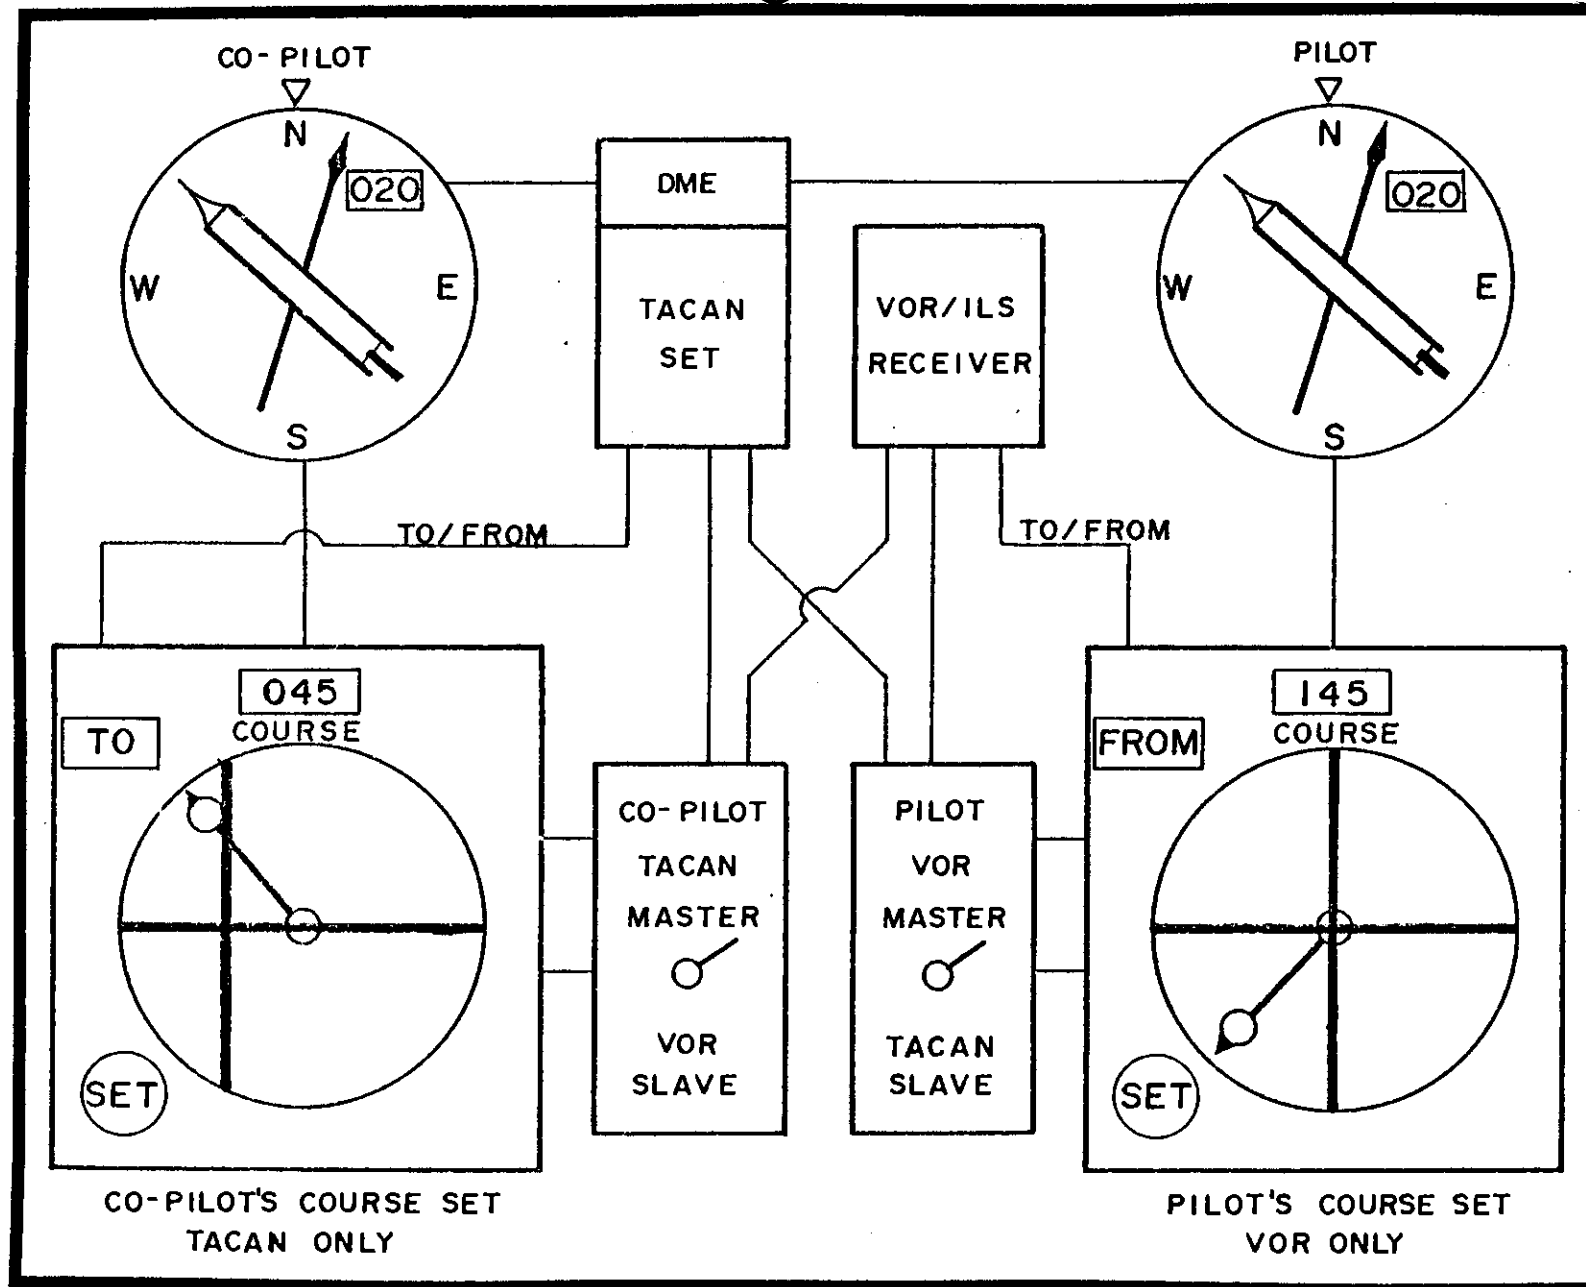 CO-PILOT
N
020
W
E
S
DME
TACAN
SET
VOR/ILS
RECEIVER
PILOT
N
020
W
E
S
TO/FROM
TO/FROM
045
COURSE
TO
SET
CO-PILOT
TACAN
MASTER
VOR
SLAVE
PILOT
VOR
MASTER
TACAN
SLAVE
145
COURSE
FROM
SET
CO-PILOT'S COURSE SET
TACAN ONLY
PILOT'S COURSE SET
VOR ONLY